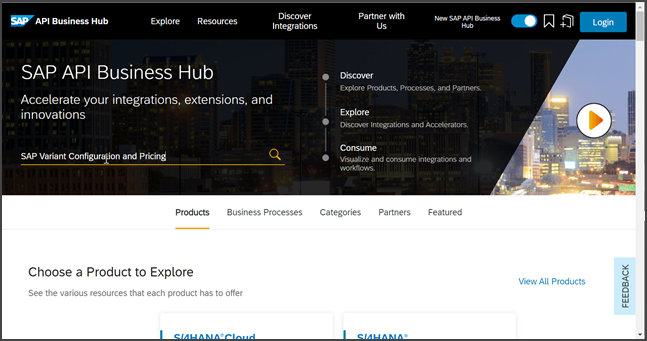 SAP API Business Hub
Explore
Resources
Discover
Integrations
Partner with
Us
New SAP API Business
Hub
Login
SAP API Business Hub
Accelerate your integrations, extensions, and
innovations
SAP Variant Configuration and Pricing
Discover
Explore Products, Processes, and Partners.
Explore
Discover Integrations and Accelerators.
Consume
Visualize and consume integrations and
workflows.
Products
Business Processes
Categories
Partners
Featured
Choose a Product to Explore
View All Products
See the various resources that each product has to offer
FEEDBACK
S/4HANA® Cloud
S/4HANA®